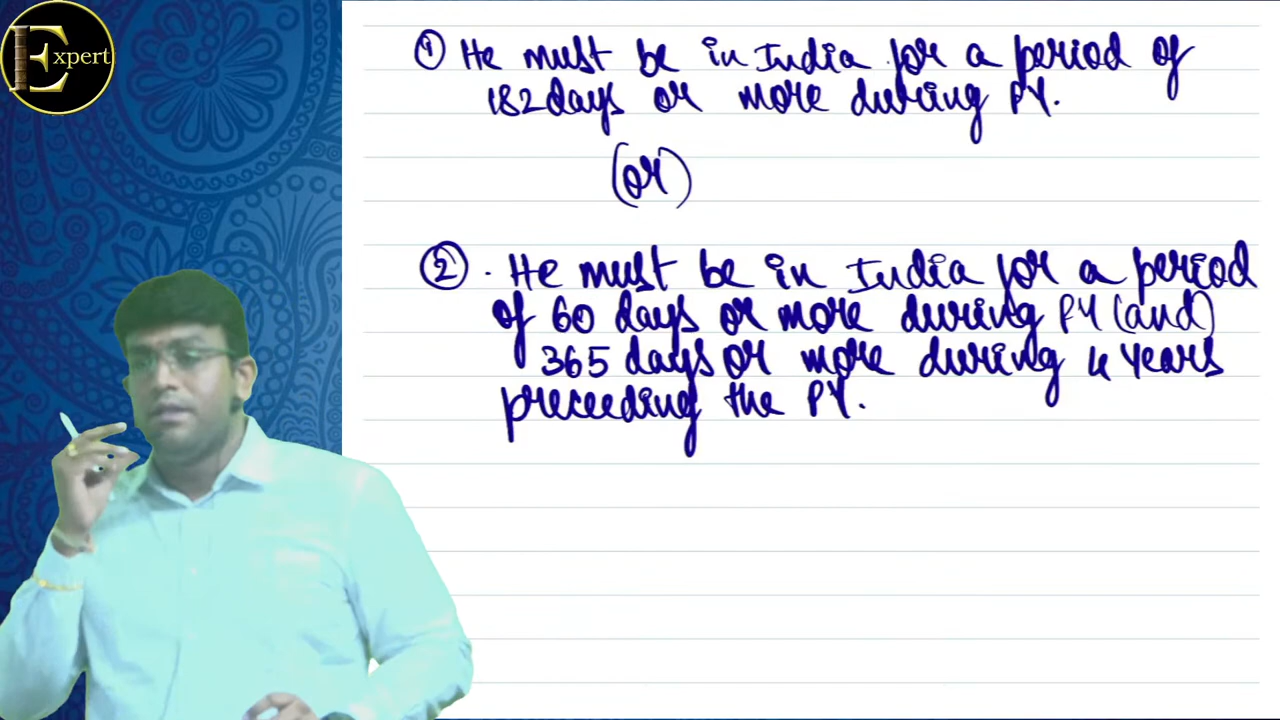 Expert
① He must be in India for a period of
182 days or more during PY.
(or)
② . He must be in India for a period
of 60 days or more during PY (and)
365 days or more during 4 Years
preceeding the PY.